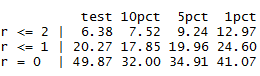 test 10pct 5pct 1pct
r <= 2 | 6.38 7.52 9.24 12.97
r <= 1 | 20.27 17.85 19.96 24.60
r = 0 | 49.87 32.00 34.91 41.07